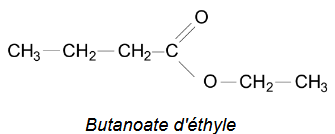 O
CH3—CH2—CH2—C
O—CH2—CH3
Butanoate d'éthyle